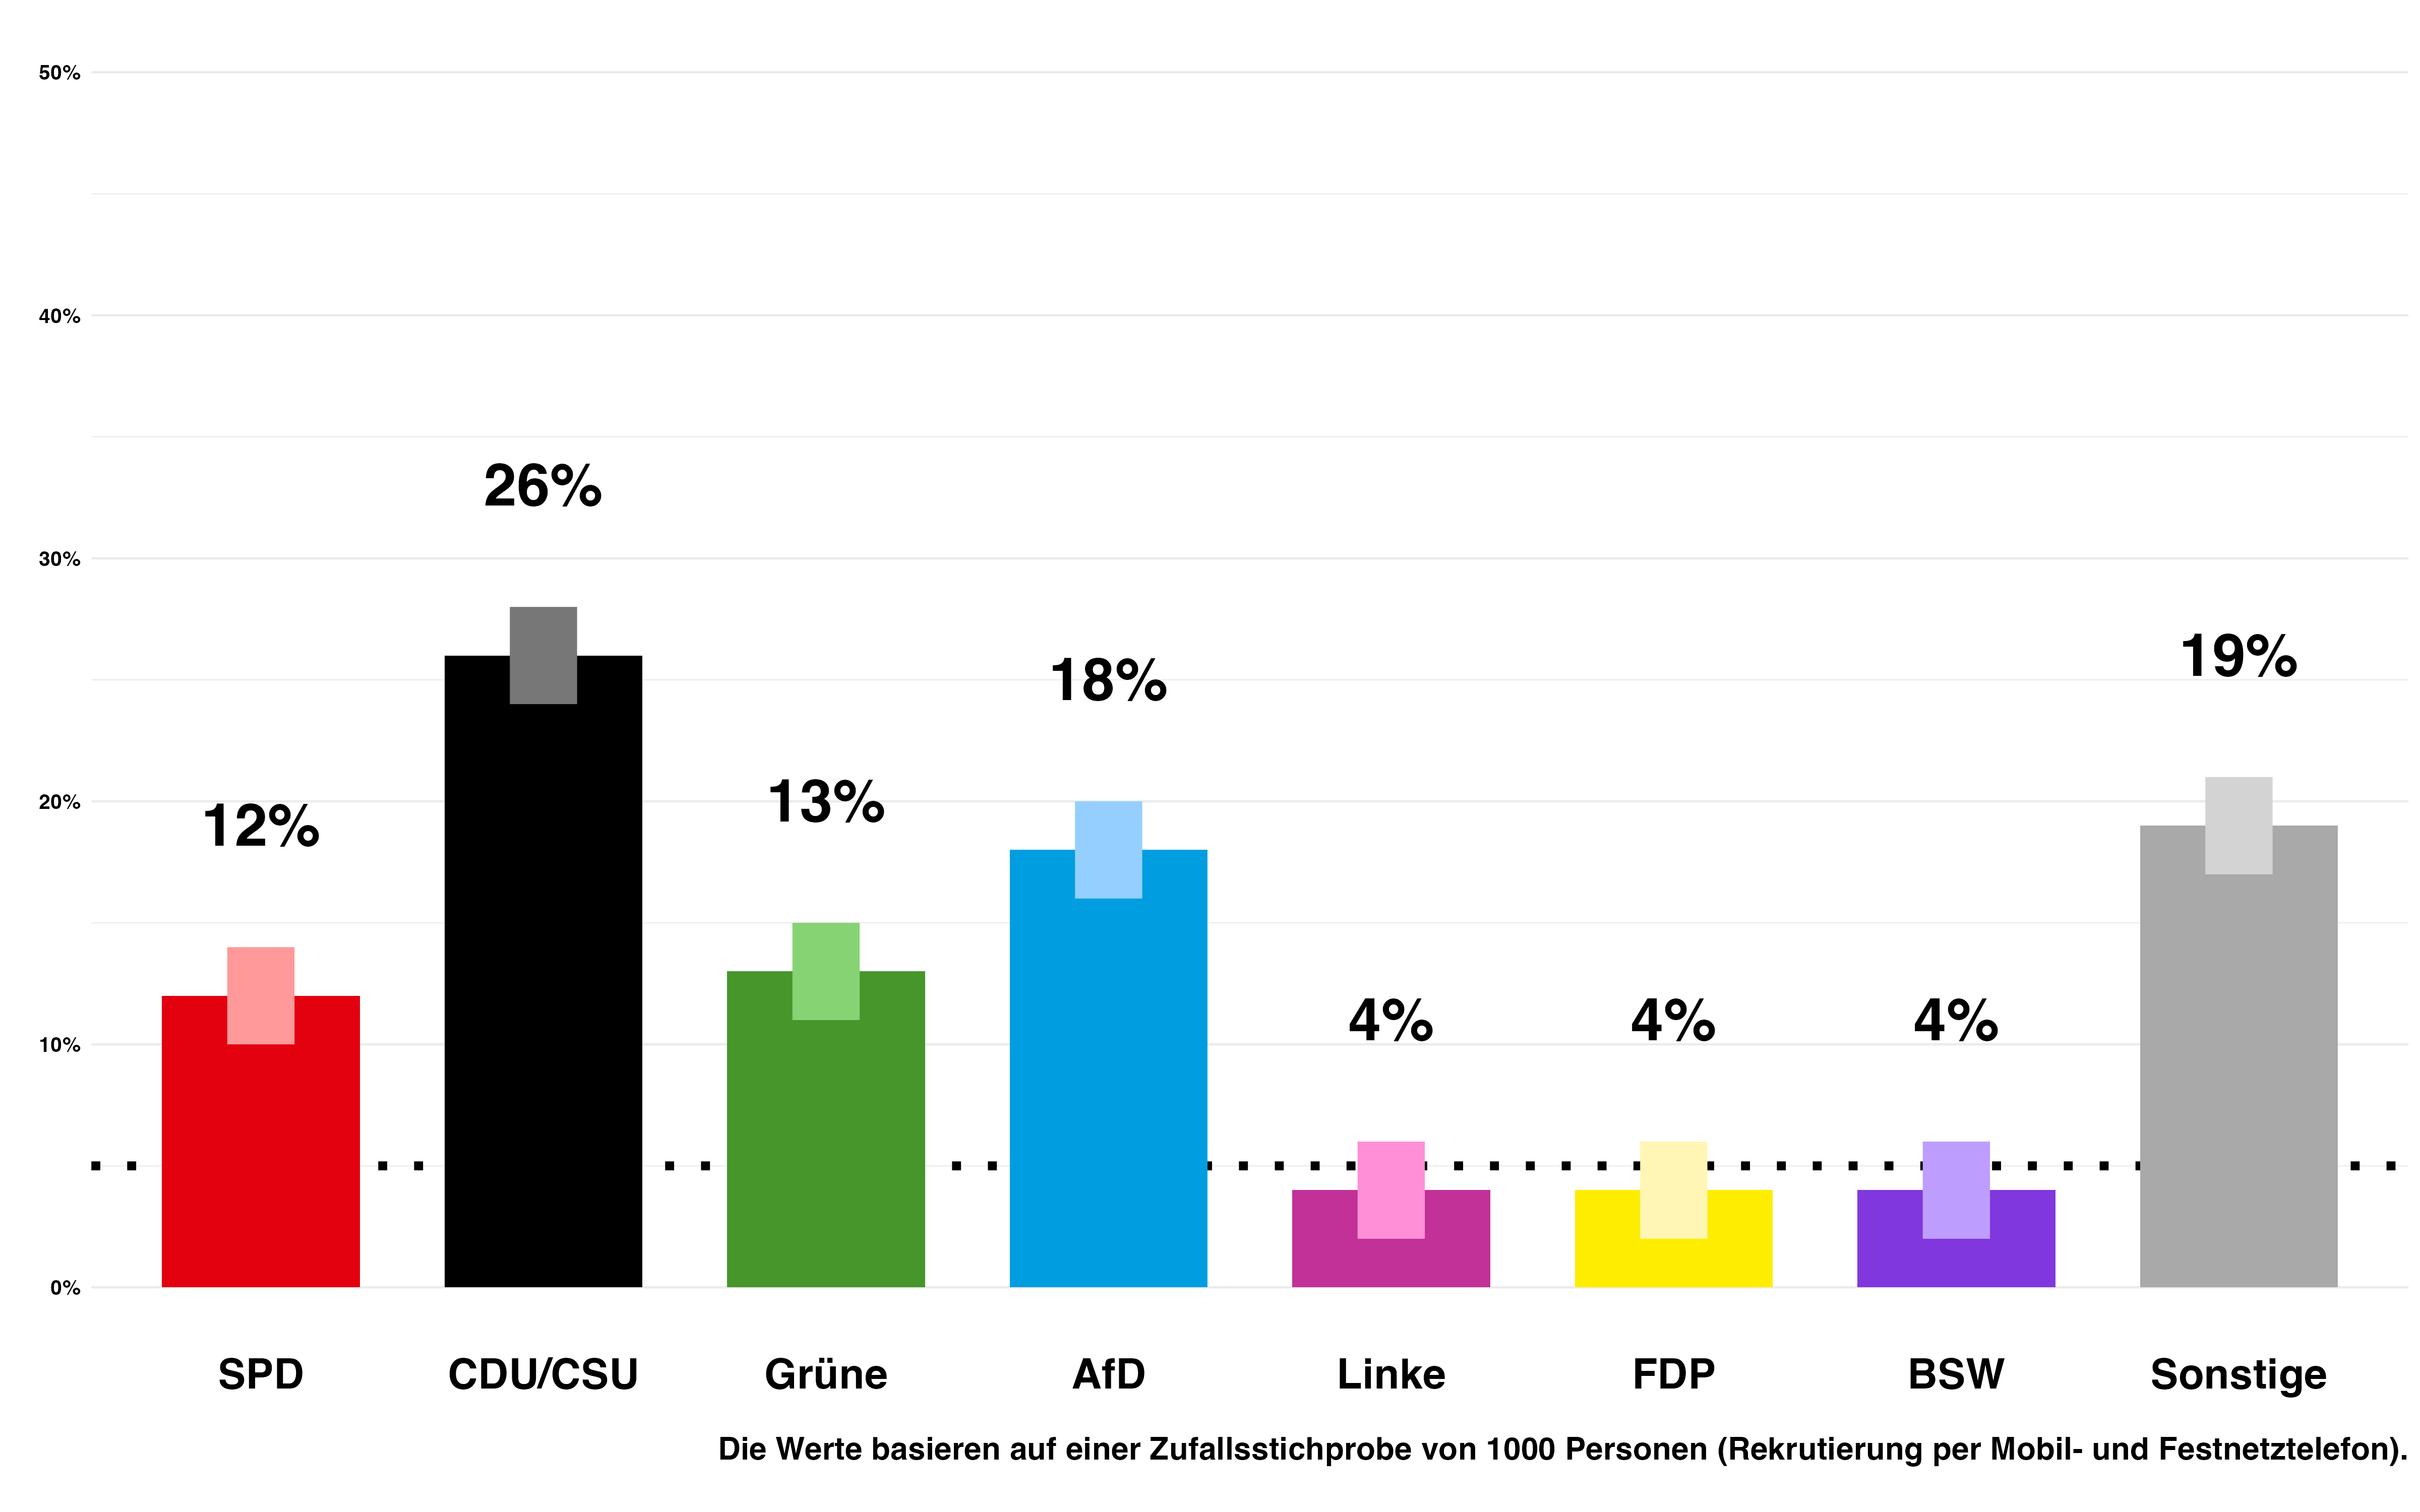 50%
40%
30%
20%
10%
0%
12%
26%
13%
18%
4%
4%
4%
19%
SPD
CDU/CSU
Grüne
AfD
Linke
FDP
BSW
Sonstige
Die Werte basieren auf einer Zufallsstichprobe von 1000 Personen (Rekrutierung per Mobil- und Festnetztelefon).